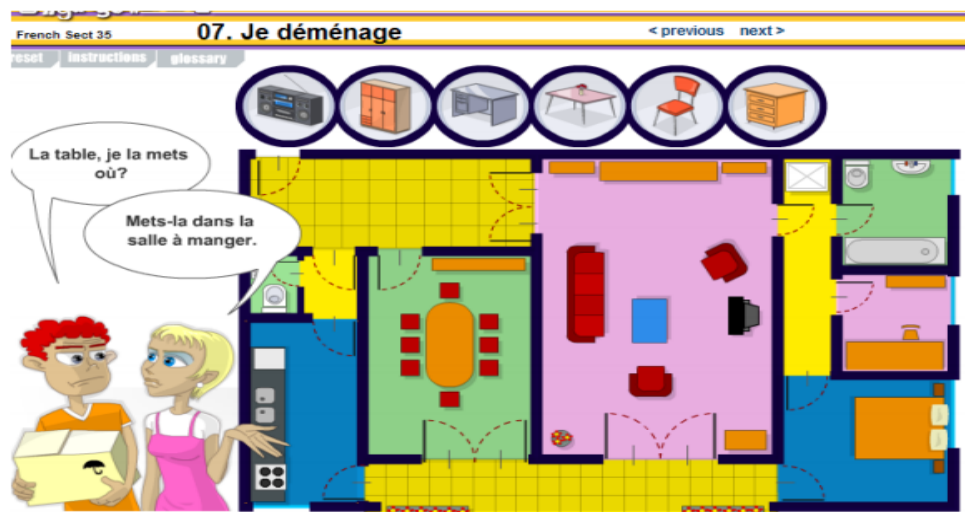 French Sect 35
07. Je déménage
< previous next >
reset instructions glossary
La table, je la mets
où?
Mets-la dans la
salle à manger.